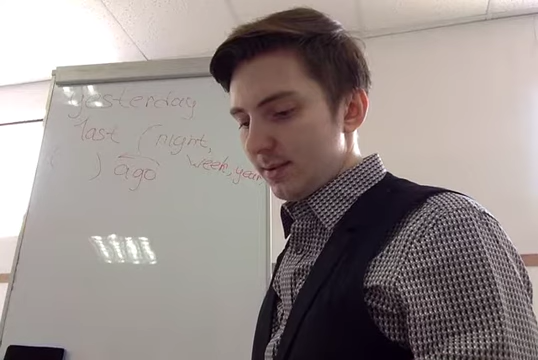 yesterday
last (night,
week, year
) ago